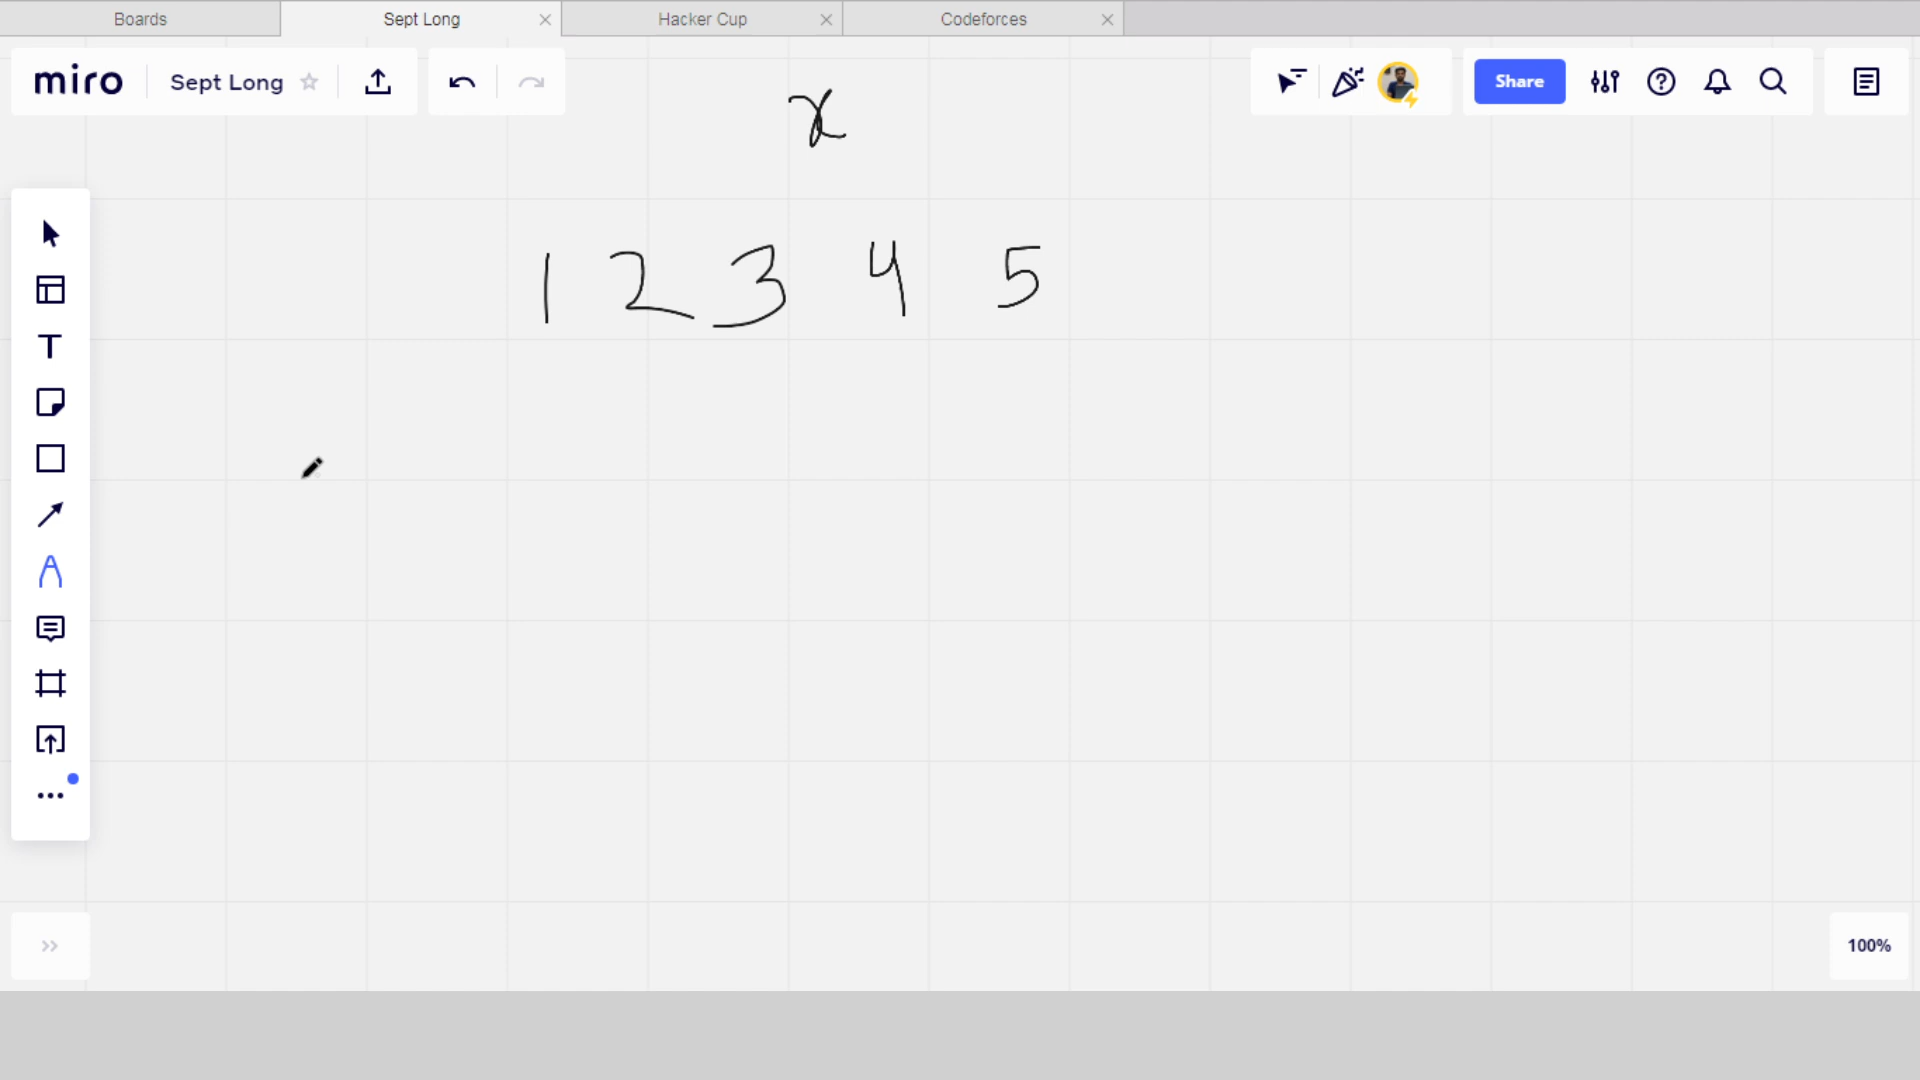 Boards Sept Long Hacker Cup Codeforces
miro Sept Long Share
x
1 2 3 4 5
100%